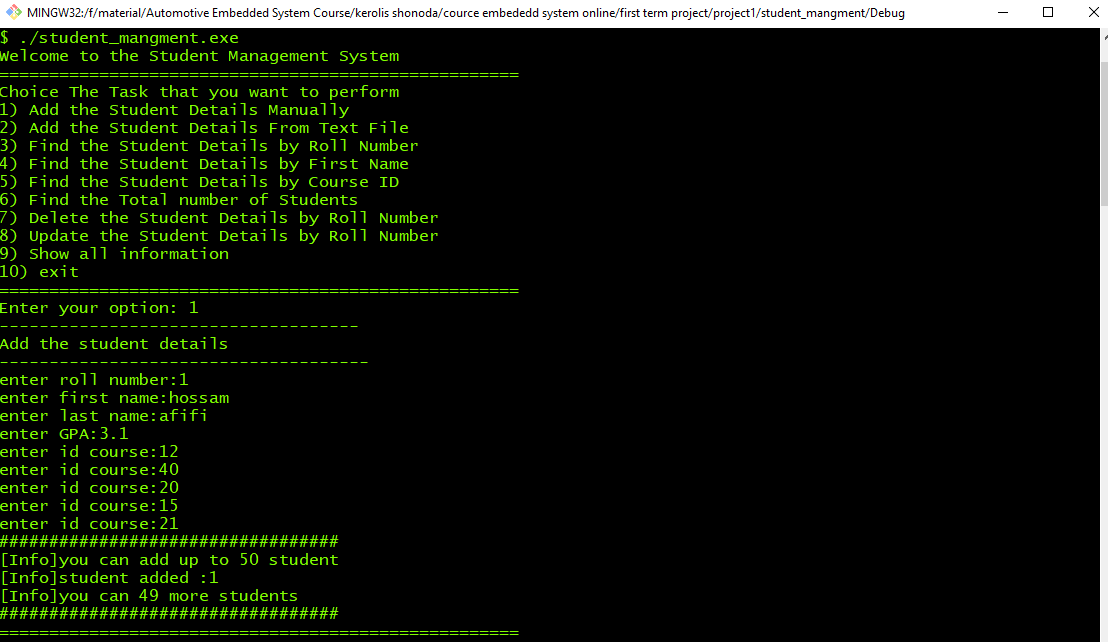 MINGW32:/f/material/Automotive Embedded System Course/kerolis shonoda/cource embededd system online/first term project/project1/student_mangment/Debug
$ ./student_mangment.exe
Welcome to the Student Management System
====================================================
Choice The Task that you want to perform
1) Add the Student Details Manually
2) Add the Student Details From Text File
3) Find the Student Details by Roll Number
4) Find the Student Details by First Name
5) Find the Student Details by Course ID
6) Find the Total number of Students
7) Delete the Student Details by Roll Number
8) Update the Student Details by Roll Number
9) Show all information
10) exit
====================================================
Enter your option: 1
------------------------------------
Add the student details
-------------------------------------
enter roll number:1
enter first name:hossam
enter last name:afifi
enter GPA:3.1
enter id course:12
enter id course:40
enter id course:20
enter id course:15
enter id course:21
##################################
[Info]you can add up to 50 student
[Info]student added :1
[Info]you can 49 more students
##################################
====================================================